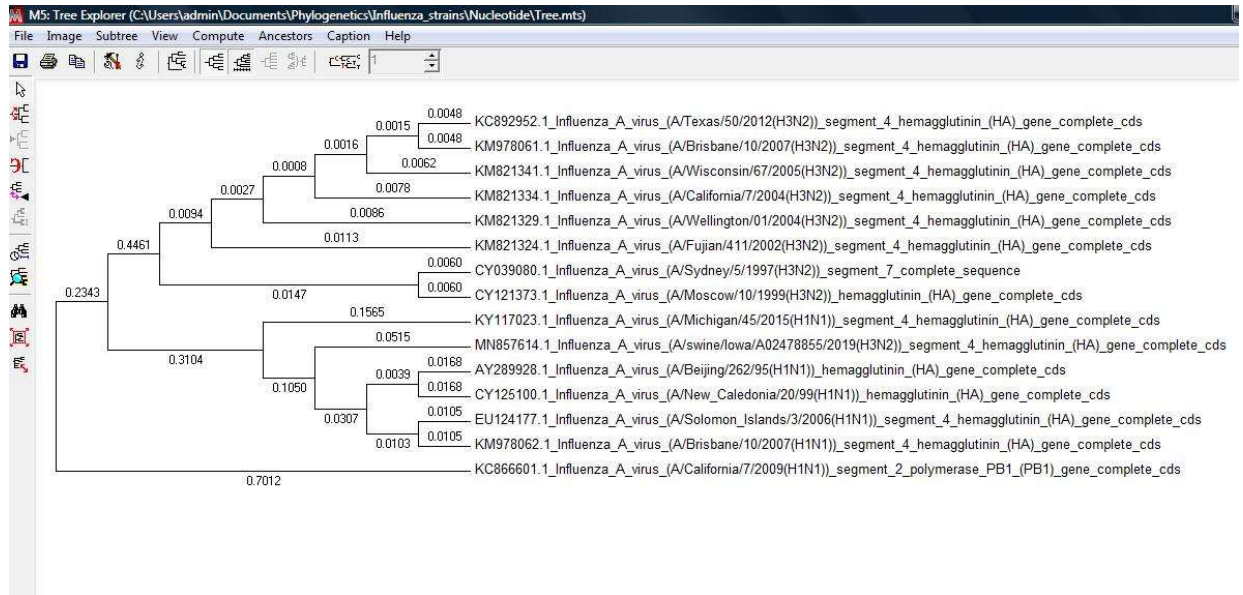 M5: Tree Explorer (C:\Users\admin\Documents\Phylogenetics\Influenza_strains\Nucleotide\Tree.mts)
File Image Subtree View Compute Ancestors Caption Help
1
0.0048
KC892952.1_Influenza_A_virus_(A/Texas/50/2012(H3N2))_segment_4_hemagglutinin_(HA)_gene_complete_cds
0.0015
0.0048
KM978061.1_Influenza_A_virus_(A/Brisbane/10/2007(H3N2))_segment_4_hemagglutinin_(HA)_gene_complete_cds
0.0016
0.0062
KM821341.1_Influenza_A_virus_(A/Wisconsin/67/2005(H3N2))_segment_4_hemagglutinin_(HA)_gene_complete_cds
0.0008
0.0078
KM821334.1_Influenza_A_virus_(A/California/7/2004(H3N2))_segment_4_hemagglutinin_(HA)_gene_complete_cds
0.0027
0.0086
KM821329.1_Influenza_A_virus_(A/Wellington/01/2004(H3N2))_segment_4_hemagglutinin_(HA)_gene_complete_cds
0.0094
0.0113
KM821324.1_Influenza_A_virus_(A/Fujian/411/2002(H3N2))_segment_4_hemagglutinin_(HA)_gene_complete_cds
0.4461
0.0060
CY039080.1_Influenza_A_virus_(A/Sydney/5/1997(H3N2))_segment_7_complete_sequence
0.0147
0.0060
CY121373.1_Influenza_A_virus_(A/Moscow/10/1999(H3N2))_hemagglutinin_(HA)_gene_complete_cds
0.2343
0.1565
KY117023.1_Influenza_A_virus_(A/Michigan/45/2015(H1N1))_segment_4_hemagglutinin_(HA)_gene_complete_cds
0.0515
MN857614.1_Influenza_A_virus_(A/swine/Iowa/A02478855/2019(H3N2))_segment_4_hemagglutinin_(HA)_gene_complete_cds
0.3104
0.0168
AY289928.1_Influenza_A_virus_(A/Beijing/262/95(H1N1))_hemagglutinin_(HA)_gene_complete_cds
0.0039
0.1050
0.0168
CY125100.1_Influenza_A_virus_(A/New_Caledonia/20/99(H1N1))_hemagglutinin_(HA)_gene_complete_cds
0.0307
0.0105
EU124177.1_Influenza_A_virus_(A/Solomon_Islands/3/2006(H1N1))_segment_4_hemagglutinin_(HA)_gene_complete_cds
0.0103
0.0105
KM978062.1_Influenza_A_virus_(A/Brisbane/10/2007(H1N1))_segment_4_hemagglutinin_(HA)_gene_complete_cds
0.7012
KC866601.1_Influenza_A_virus_(A/California/7/2009(H1N1))_segment_2_polymerase_PB1_(PB1)_gene_complete_cds